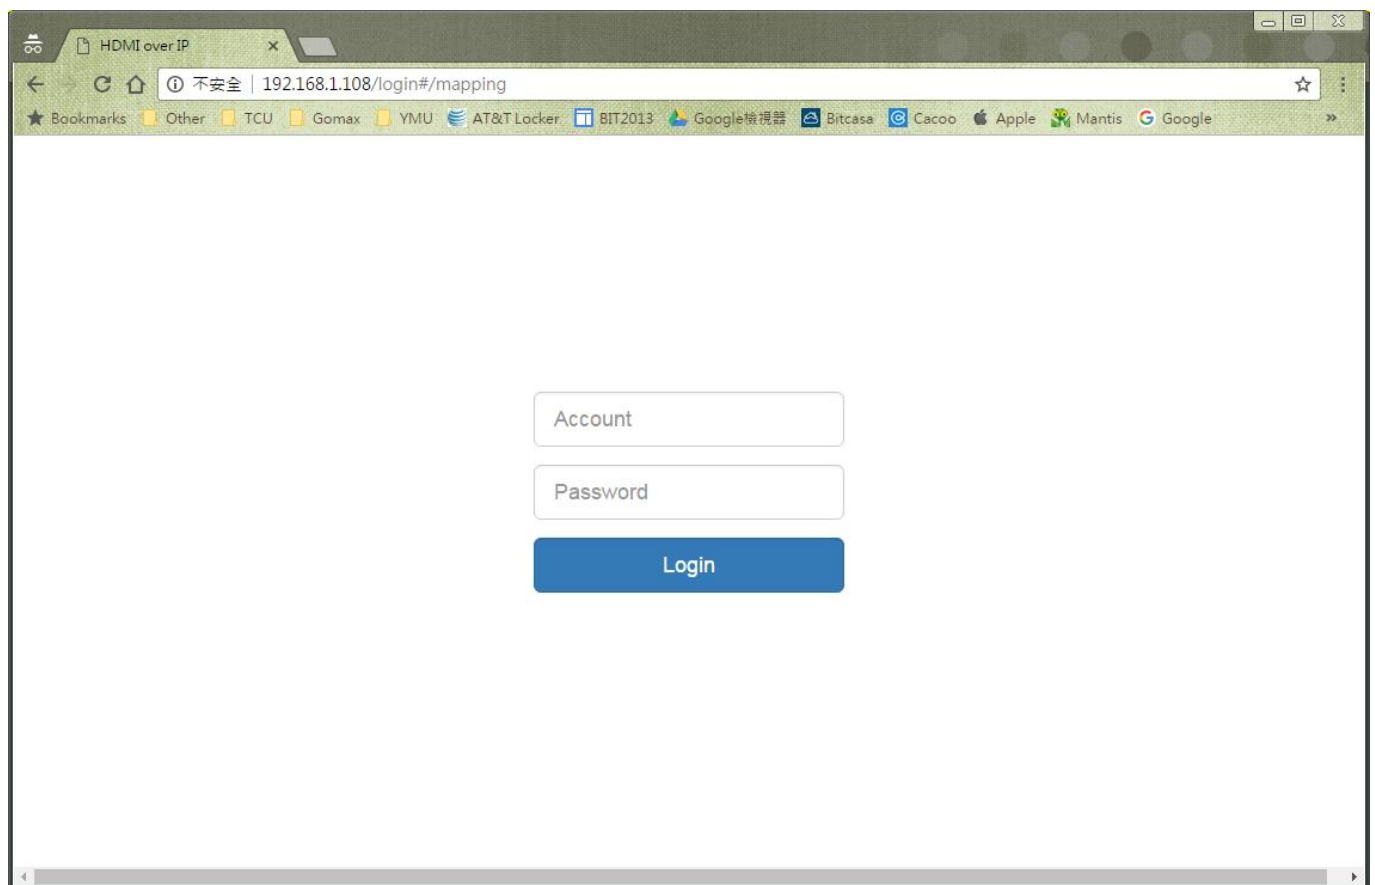 HDMI over IP
不安全 | 192.168.1.108/login#/mapping
Bookmarks Other TCU Gomax YMU AT&T Locker BIT2013 Google檢視器 Bitcasa Cacoo Apple Mantis Google »
Account
Password
Login